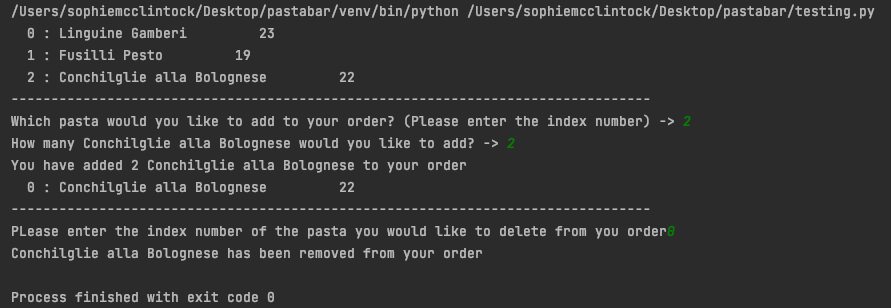 /Users/sophiemcclintock/Desktop/pastabar/venv/bin/python /Users/sophiemcclintock/Desktop/pastabar/testing.py
0 : Linguine Gamberi 23
1 : Fusilli Pesto 19
2 : Conchilglie alla Bolognese 22
--------------------------------------------------------------------------------
Which pasta would you like to add to your order? (Please enter the index number) -> 2
How many Conchilglie alla Bolognese would you like to add? -> 2
You have added 2 Conchilglie alla Bolognese to your order
0 : Conchilglie alla Bolognese 22
--------------------------------------------------------------------------------
PLease enter the index number of the pasta you would like to delete from you order0
Conchilglie alla Bolognese has been removed from your order
Process finished with exit code 0